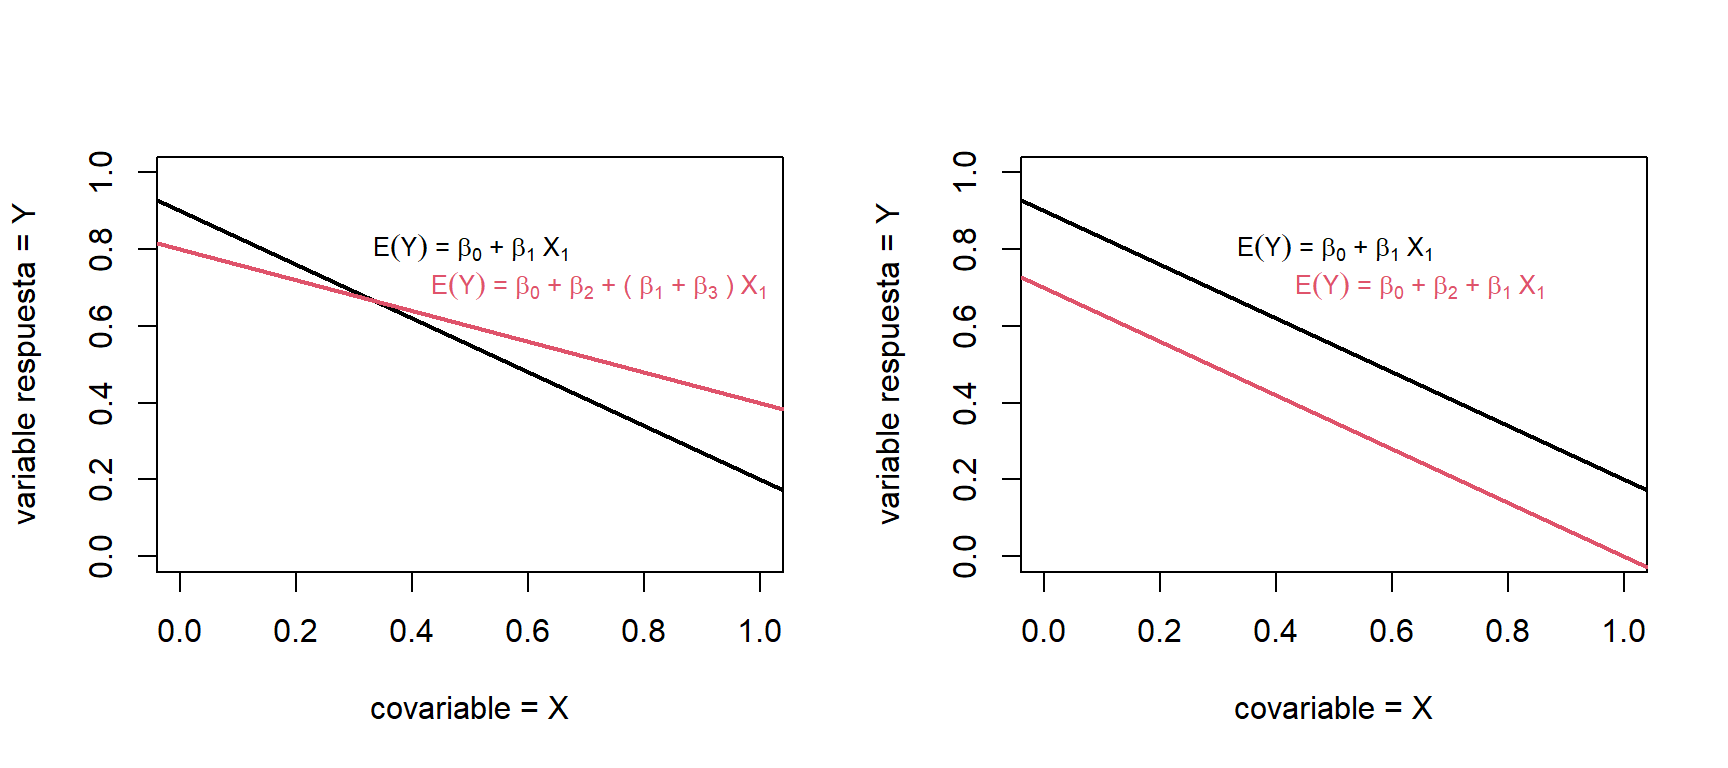 variable respuesta = Y
1.0
0.8
0.6
0.4
0.2
0.0
E(Y) = β₀ + β₁ X₁
E(Y) = β₀ + β₂ + ( β₁ + β₃ ) X₁
0.0 0.2 0.4 0.6 0.8 1.0
covariable = X
variable respuesta = Y
1.0
0.8
0.6
0.4
0.2
0.0
E(Y) = β₀ + β₁ X₁
E(Y) = β₀ + β₂ + β₁ X₁
0.0 0.2 0.4 0.6 0.8 1.0
covariable = X